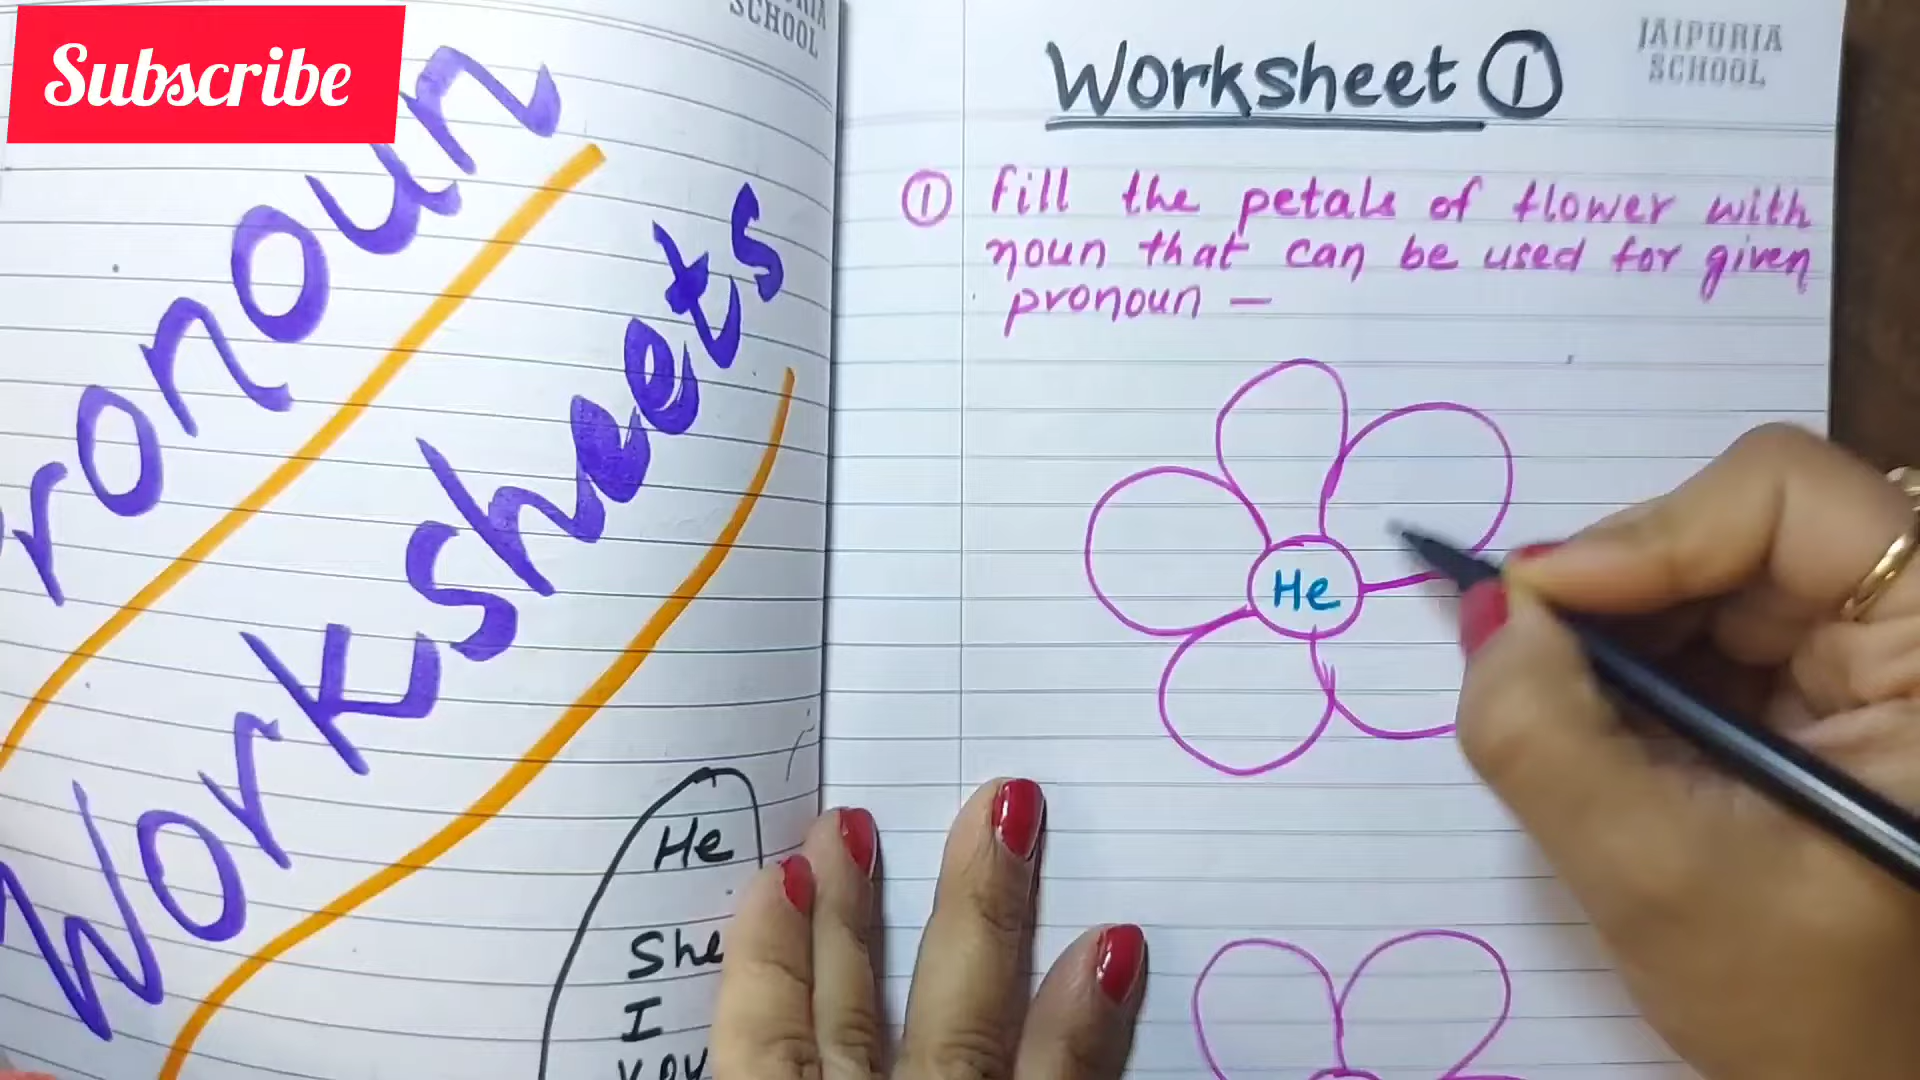 Subscribe
SCHOOL
Worksheets
He
She
I
JAIPURIA
SCHOOL
Worksheet ①
① Fill the petals of flower with
noun that can be used for given
pronoun —
He